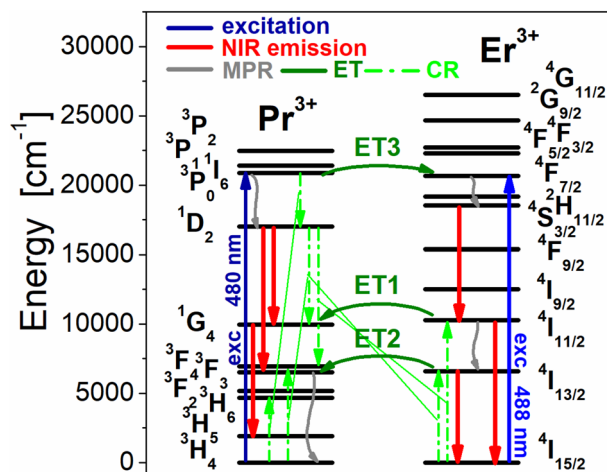 excitation
NIR emission
MPR ET CR
Er³⁺
Pr³⁺
Energy [cm⁻¹]
30000
25000
20000
15000
10000
5000
0
³P₂
³P₁ ¹I₆
³P₀
¹D₂
¹G₄
³F₄ ³F₃
³F₂ ³H₆
³H₅
³H₄
exc 480 nm
ET3
ET1
ET2
exc 488 nm
⁴G₁₁/₂
²G₉/₂
⁴F₅/₂ ⁴F₃/₂
⁴F₇/₂
²H₁₁/₂
⁴S₃/₂
⁴F₉/₂
⁴I₉/₂
⁴I₁₁/₂
⁴I₁₃/₂
⁴I₁₅/₂